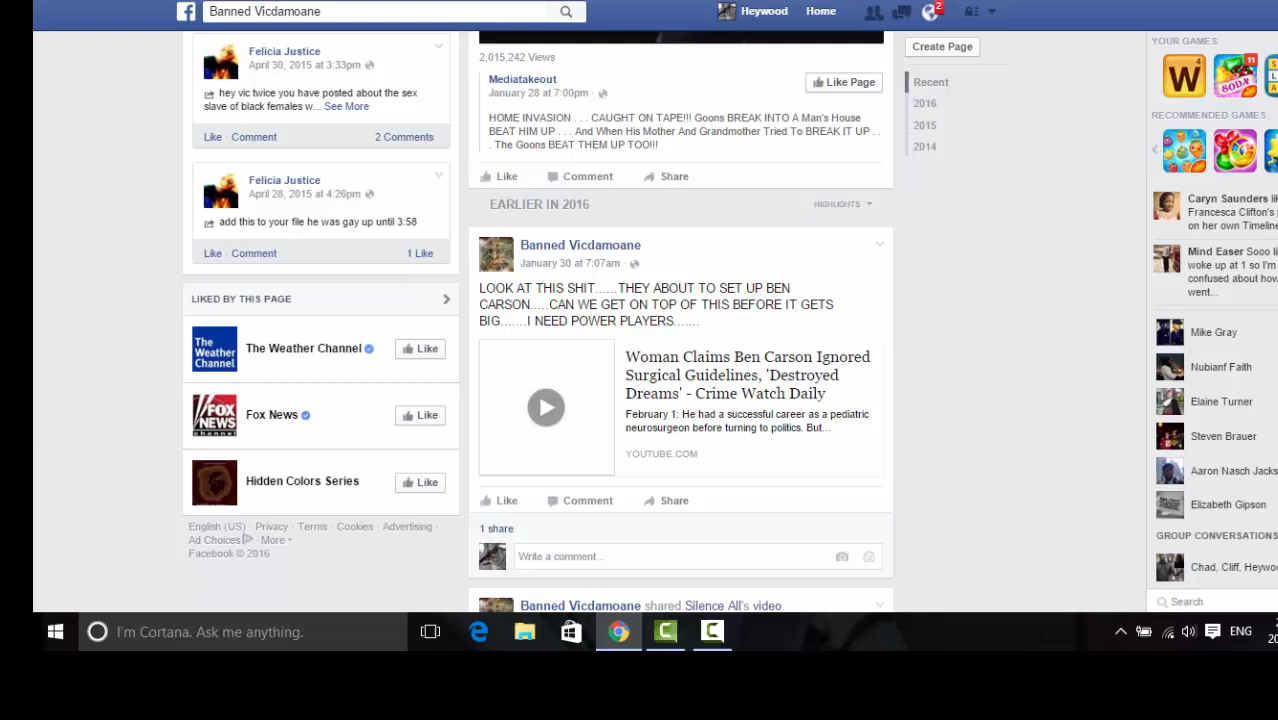 Banned Vicdamoane
Heywood
Home
2
Felicia Justice
April 30, 2015 at 3:33pm
hey vic twice you have posted about the sex
slave of black females w... See More
Like · Comment
2 Comments
Felicia Justice
April 28, 2015 at 4:26pm
add this to your file he was gay up until 3:58
Like · Comment
1 Like
LIKED BY THIS PAGE
The Weather Channel
The Weather Channel
Like
FOX NEWS channel
Fox News
Like
Hidden Colors Series
Like
English (US) · Privacy · Terms · Cookies · Advertising ·
Ad Choices · More
Facebook © 2016
2,015,242 Views
Mediatakeout
January 28 at 7:00pm ·
Like Page
HOME INVASION . . . CAUGHT ON TAPE!!! Goons BREAK INTO A Man's House
BEAT HIM UP . . . And When His Mother And Grandmother Tried To BREAK IT UP . .
. The Goons BEAT THEM UP TOO!!!
Like Comment Share
EARLIER IN 2016
HIGHLIGHTS
Banned Vicdamoane
January 30 at 7:07am ·
LOOK AT THIS SHIT......THEY ABOUT TO SET UP BEN
CARSON.....CAN WE GET ON TOP OF THIS BEFORE IT GETS
BIG.......I NEED POWER PLAYERS.......
Woman Claims Ben Carson Ignored
Surgical Guidelines, 'Destroyed
Dreams' - Crime Watch Daily
February 1: He had a successful career as a pediatric
neurosurgeon before turning to politics. But...
YOUTUBE.COM
Like Comment Share
1 share
Write a comment...
Banned Vicdamoane shared Silence All's video
Create Page
Recent
2016
2015
2014
YOUR GAMES
W
SODA
11
RECOMMENDED GAMES
Caryn Saunders li
Francesca Clifton's p
on her own Timeline
Mind Easer Sooo I
woke up at 1 so I'm
confused about how
went...
Mike Gray
Nubianf Faith
Elaine Turner
Steven Brauer
Aaron Nasch Jacks
Elizabeth Gipson
GROUP CONVERSATIONS
Chad, Cliff, Heywoo
Search
I'm Cortana. Ask me anything.
ENG